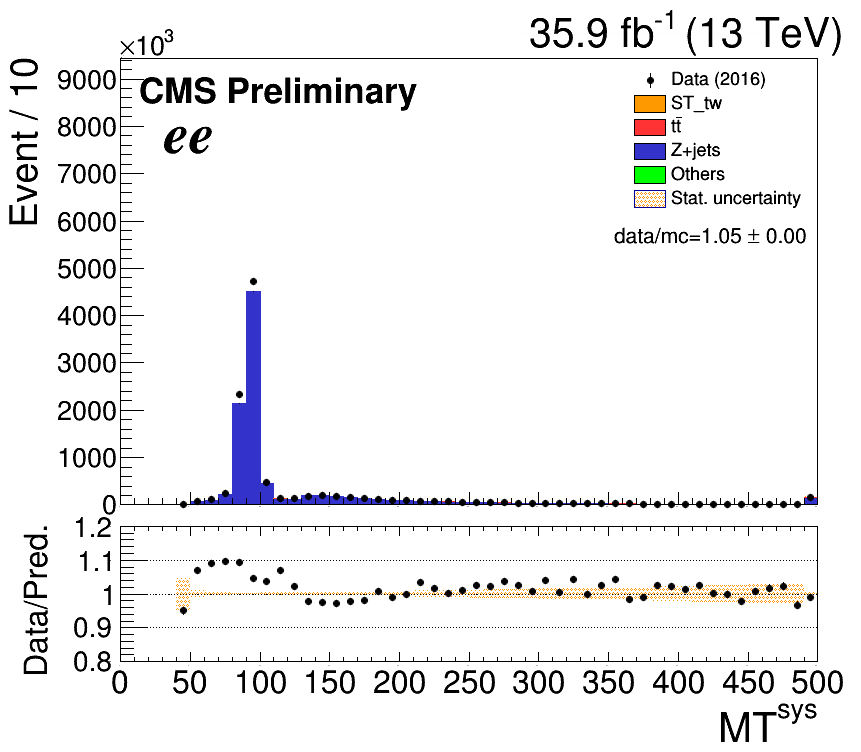 35.9 fb⁻¹ (13 TeV)
×10³
Event / 10
CMS Preliminary
ee
Data (2016)
ST_tw
tt̄
Z+jets
Others
Stat. uncertainty
data/mc=1.05 ± 0.00
9000
8000
7000
6000
5000
4000
3000
2000
1000
0
Data/Pred.
1.2
1.1
1
0.9
0.8
0 50 100 150 200 250 300 350 400 450 500
MTˢʸˢ